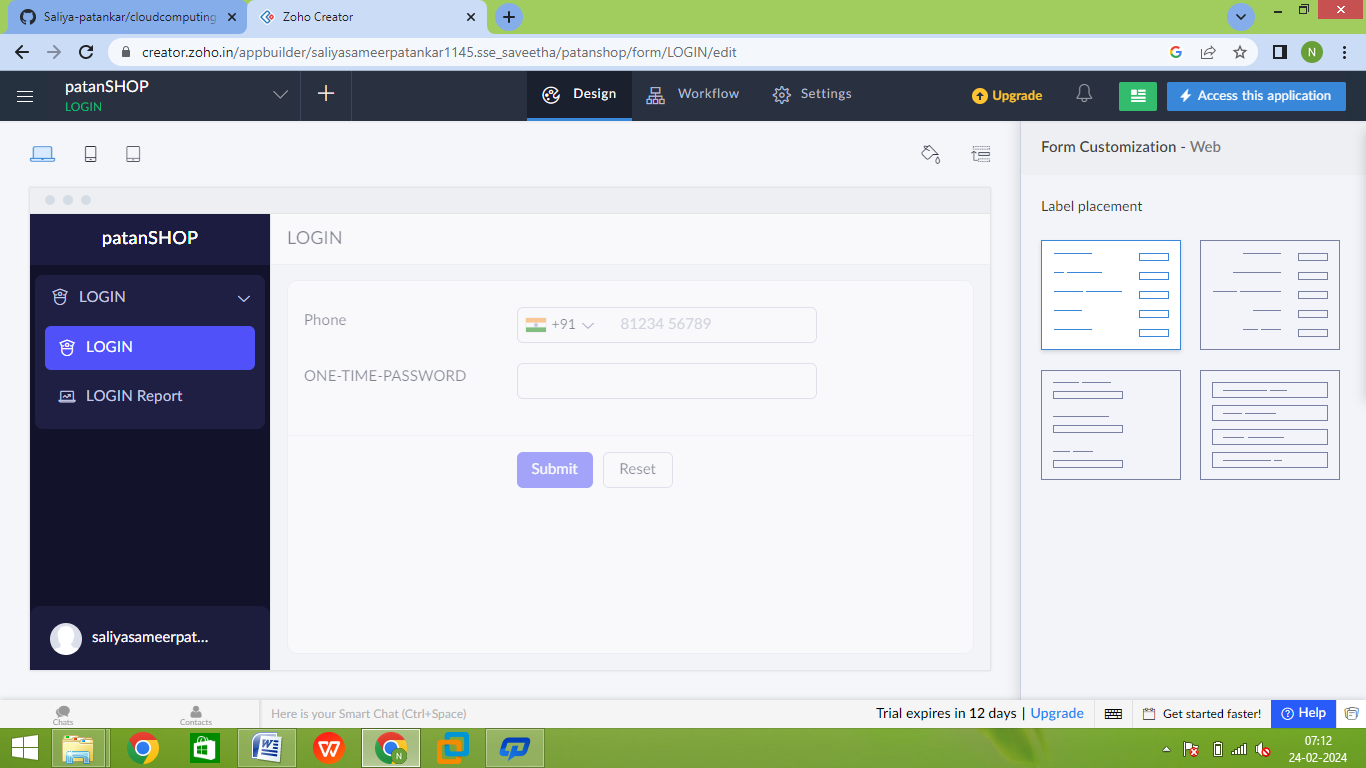 Saliya-patankar/cloudcomputing
Zoho Creator
creator.zoho.in/appbuilder/saliyasameerpatankar1145.sse_saveetha/patanshop/form/LOGIN/edit
G
N
patanSHOP
LOGIN
Design
Workflow
Settings
Upgrade
Access this application
Form Customization - Web
Label placement
patanSHOP
LOGIN
LOGIN
LOGIN Report
saliyasameerpat...
LOGIN
Phone
+91
81234 56789
ONE-TIME-PASSWORD
Submit
Reset
Chats
Contacts
Here is your Smart Chat (Ctrl+Space)
Trial expires in 12 days | Upgrade
Get started faster!
Help
W
N
07:12
24-02-2024